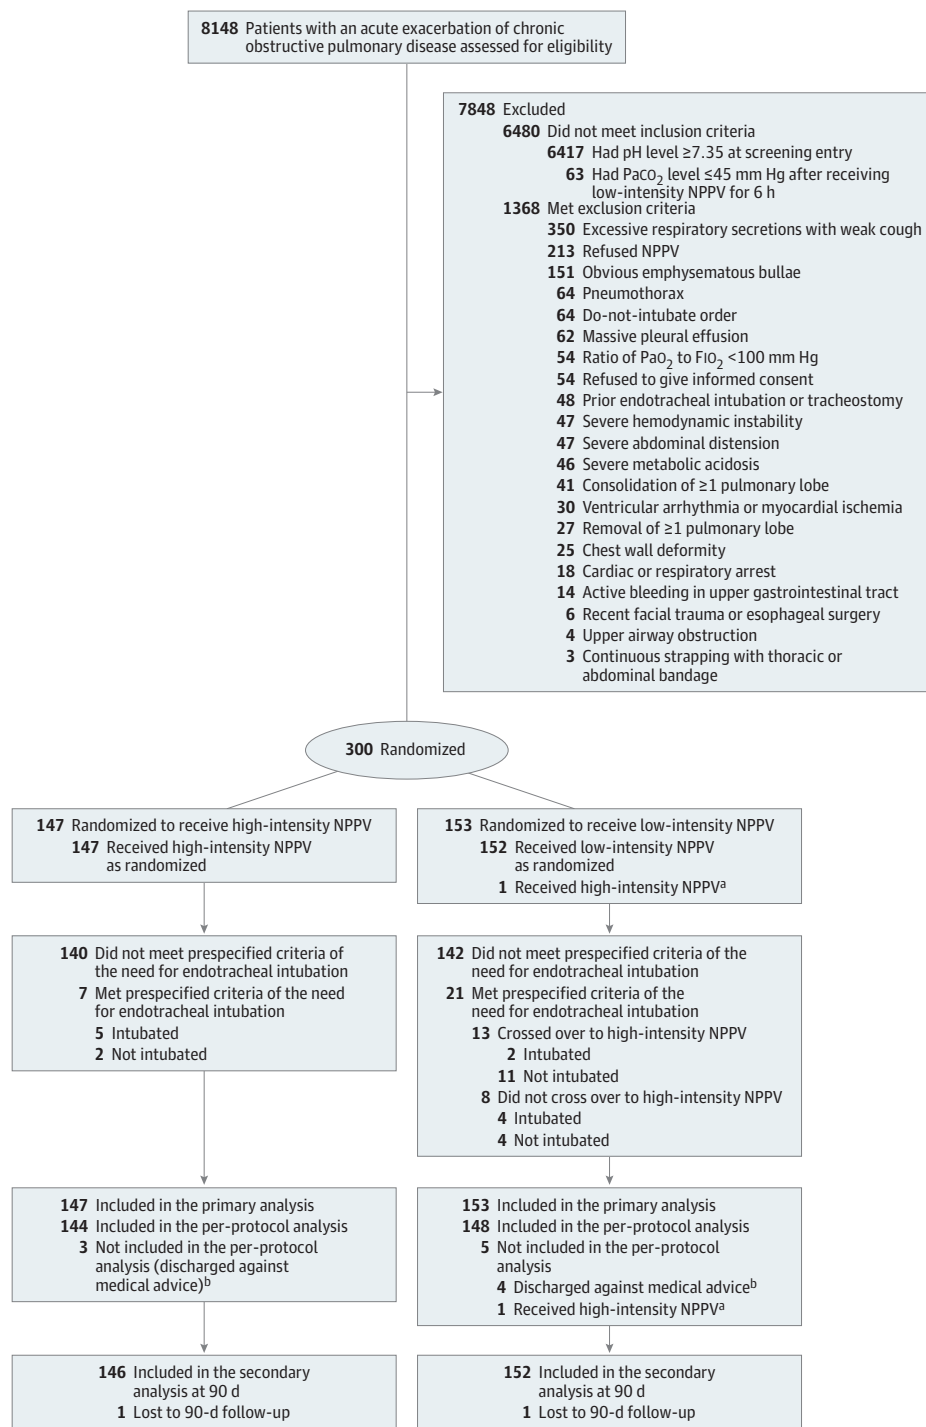 8148 Patients with an acute exacerbation of chronic
obstructive pulmonary disease assessed for eligibility
7848 Excluded
6480 Did not meet inclusion criteria
6417 Had pH level ≥7.35 at screening entry
63 Had PaCO2 level ≤45 mm Hg after receiving
low-intensity NPPV for 6 h
1368 Met exclusion criteria
350 Excessive respiratory secretions with weak cough
213 Refused NPPV
151 Obvious emphysematous bullae
64 Pneumothorax
64 Do-not-intubate order
62 Massive pleural effusion
54 Ratio of PaO2 to FIO2 <100 mm Hg
54 Refused to give informed consent
48 Prior endotracheal intubation or tracheostomy
47 Severe hemodynamic instability
47 Severe abdominal distension
46 Severe metabolic acidosis
41 Consolidation of ≥1 pulmonary lobe
30 Ventricular arrhythmia or myocardial ischemia
27 Removal of ≥1 pulmonary lobe
25 Chest wall deformity
18 Cardiac or respiratory arrest
14 Active bleeding in upper gastrointestinal tract
6 Recent facial trauma or esophageal surgery
4 Upper airway obstruction
3 Continuous strapping with thoracic or
abdominal bandage
300 Randomized
147 Randomized to receive high-intensity NPPV
147 Received high-intensity NPPV
as randomized
153 Randomized to receive low-intensity NPPV
152 Received low-intensity NPPV
as randomized
1 Received high-intensity NPPVa
140 Did not meet prespecified criteria of
the need for endotracheal intubation
7 Met prespecified criteria of the need
for endotracheal intubation
5 Intubated
2 Not intubated
142 Did not meet prespecified criteria of the
need for endotracheal intubation
21 Met prespecified criteria of the
need for endotracheal intubation
13 Crossed over to high-intensity NPPV
2 Intubated
11 Not intubated
8 Did not cross over to high-intensity NPPV
4 Intubated
4 Not intubated
147 Included in the primary analysis
144 Included in the per-protocol analysis
3 Not included in the per-protocol
analysis (discharged against
medical advice)b
153 Included in the primary analysis
148 Included in the per-protocol analysis
5 Not included in the per-protocol
analysis
4 Discharged against medical adviceb
1 Received high-intensity NPPVa
146 Included in the secondary
analysis at 90 d
1 Lost to 90-d follow-up
152 Included in the secondary
analysis at 90 d
1 Lost to 90-d follow-up